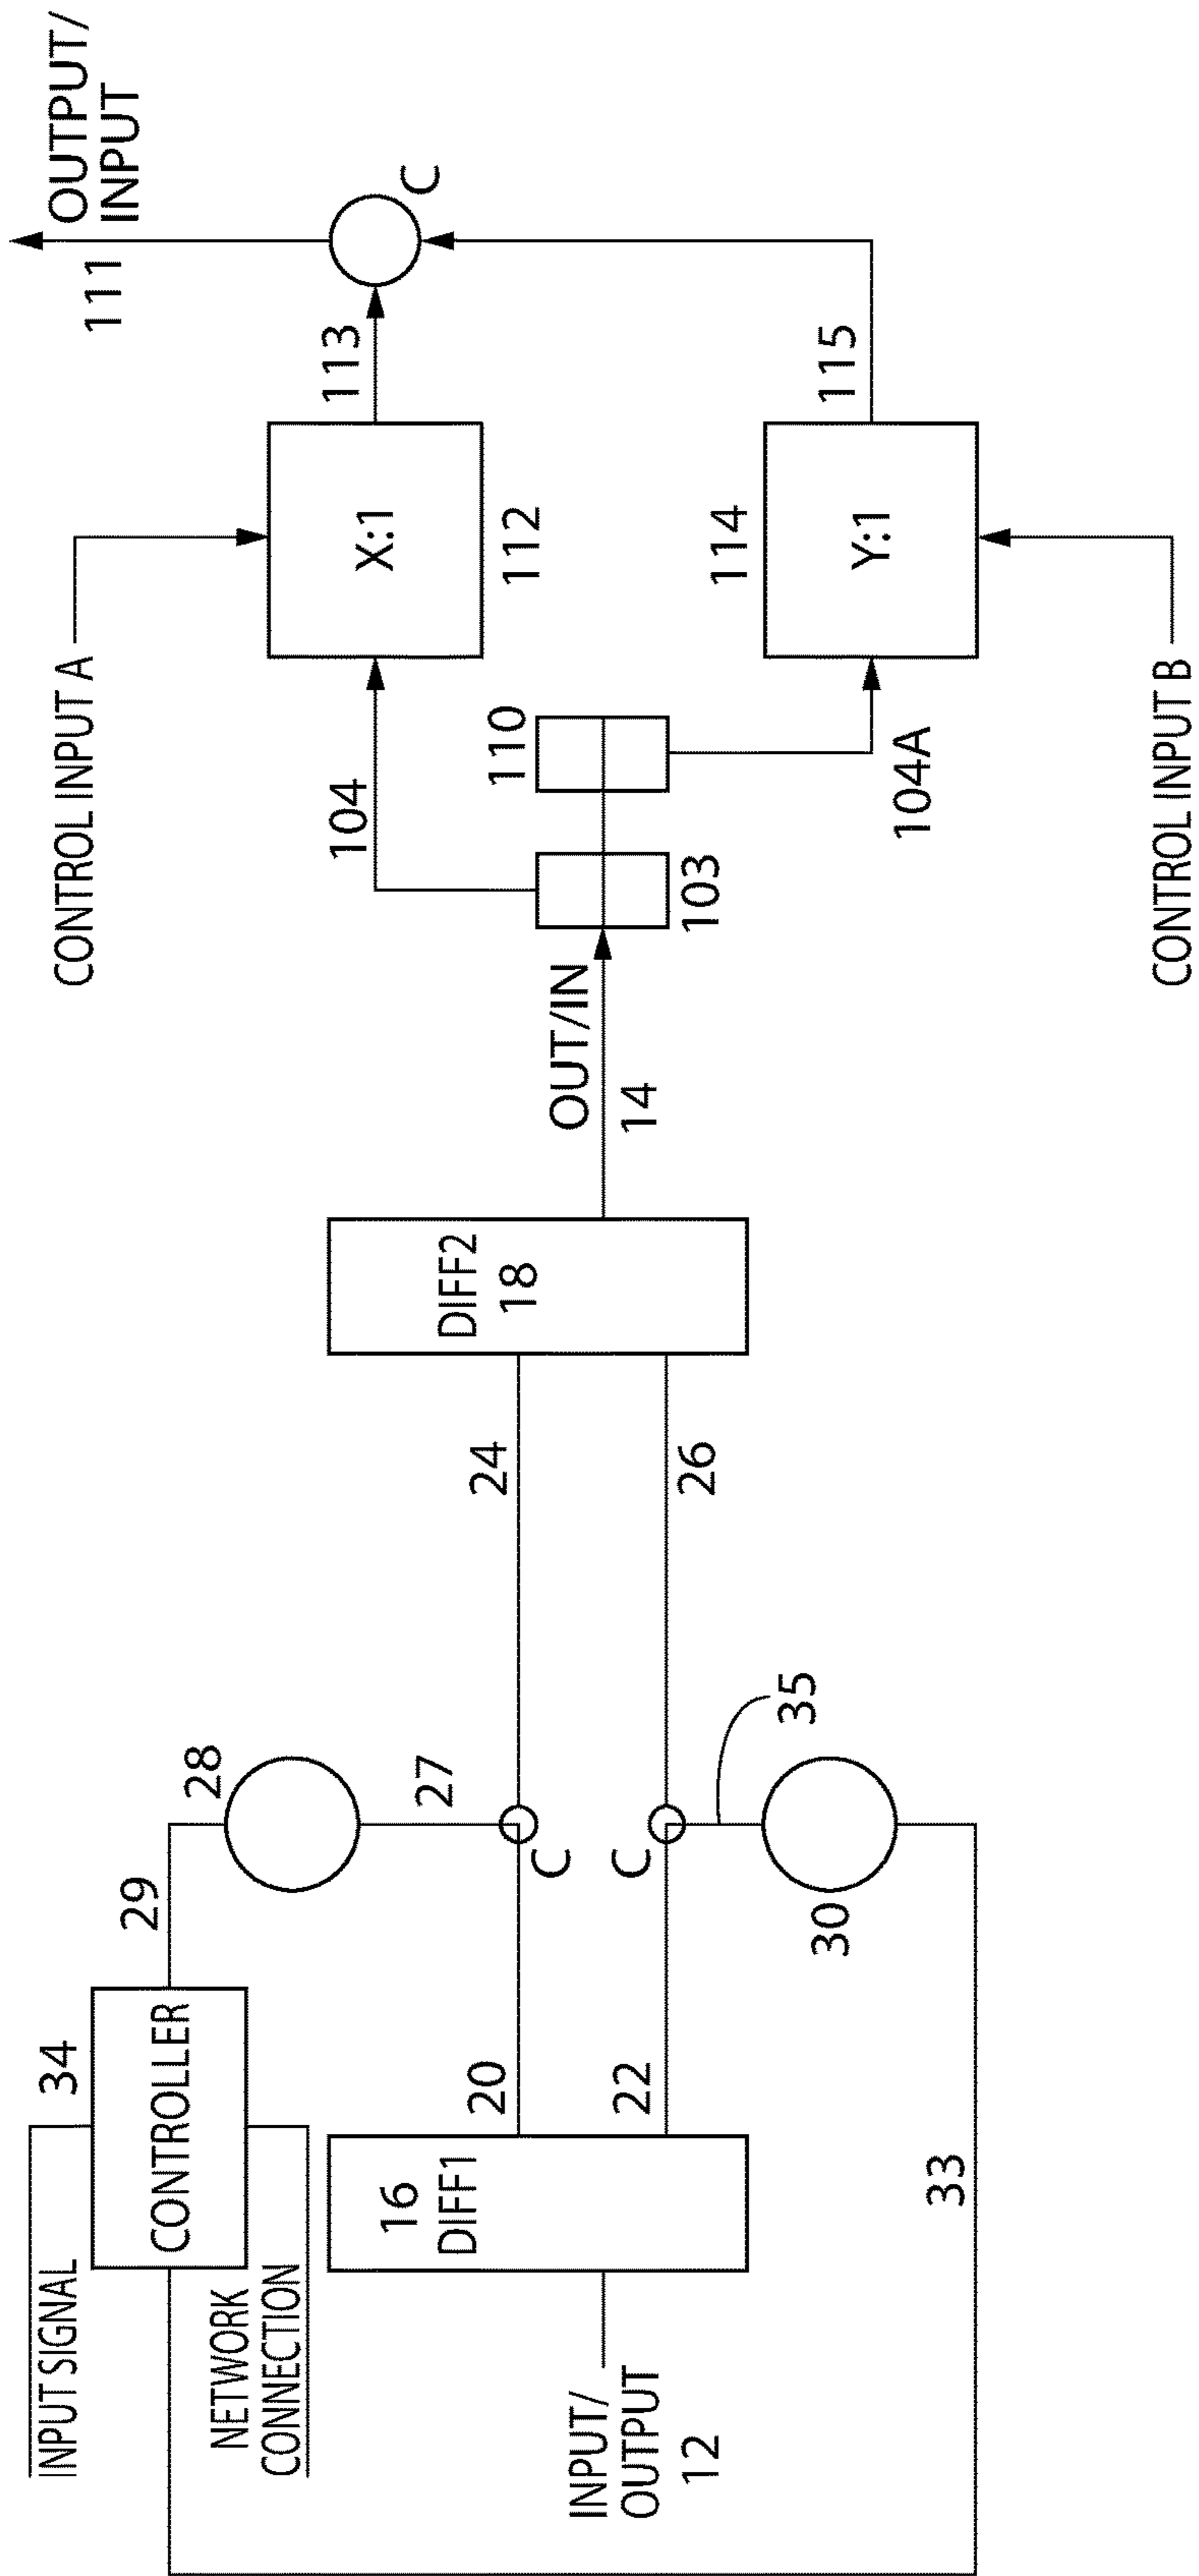 INPUT SIGNAL
34
CONTROLLER
NETWORK
CONNECTION
29
28
27
16
DIFF1
20
22
C
C
INPUT/
OUTPUT
12
30
35
33
24
26
DIFF2
18
OUT/IN
14
CONTROL INPUT A
104
103
110
104A
X:1
112
114
Y:1
CONTROL INPUT B
113
115
C
111
OUTPUT/
INPUT